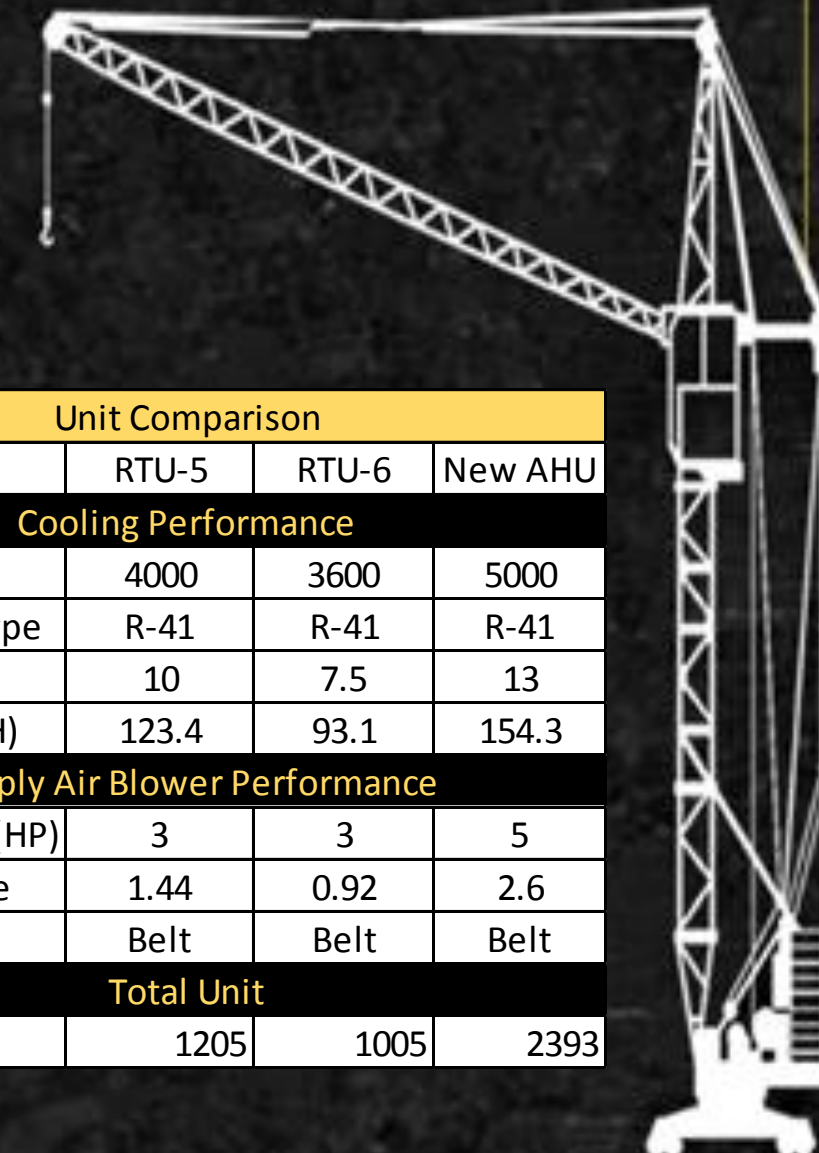 Unit Comparison
RTU-5 RTU-6 New AHU
Cooling Performance
4000 3600 5000
pe R-41 R-41 R-41
10 7.5 13
H) 123.4 93.1 154.3
ply Air Blower Performance
(HP) 3 3 5
e 1.44 0.92 2.6
Belt Belt Belt
Total Unit
1205 1005 2393